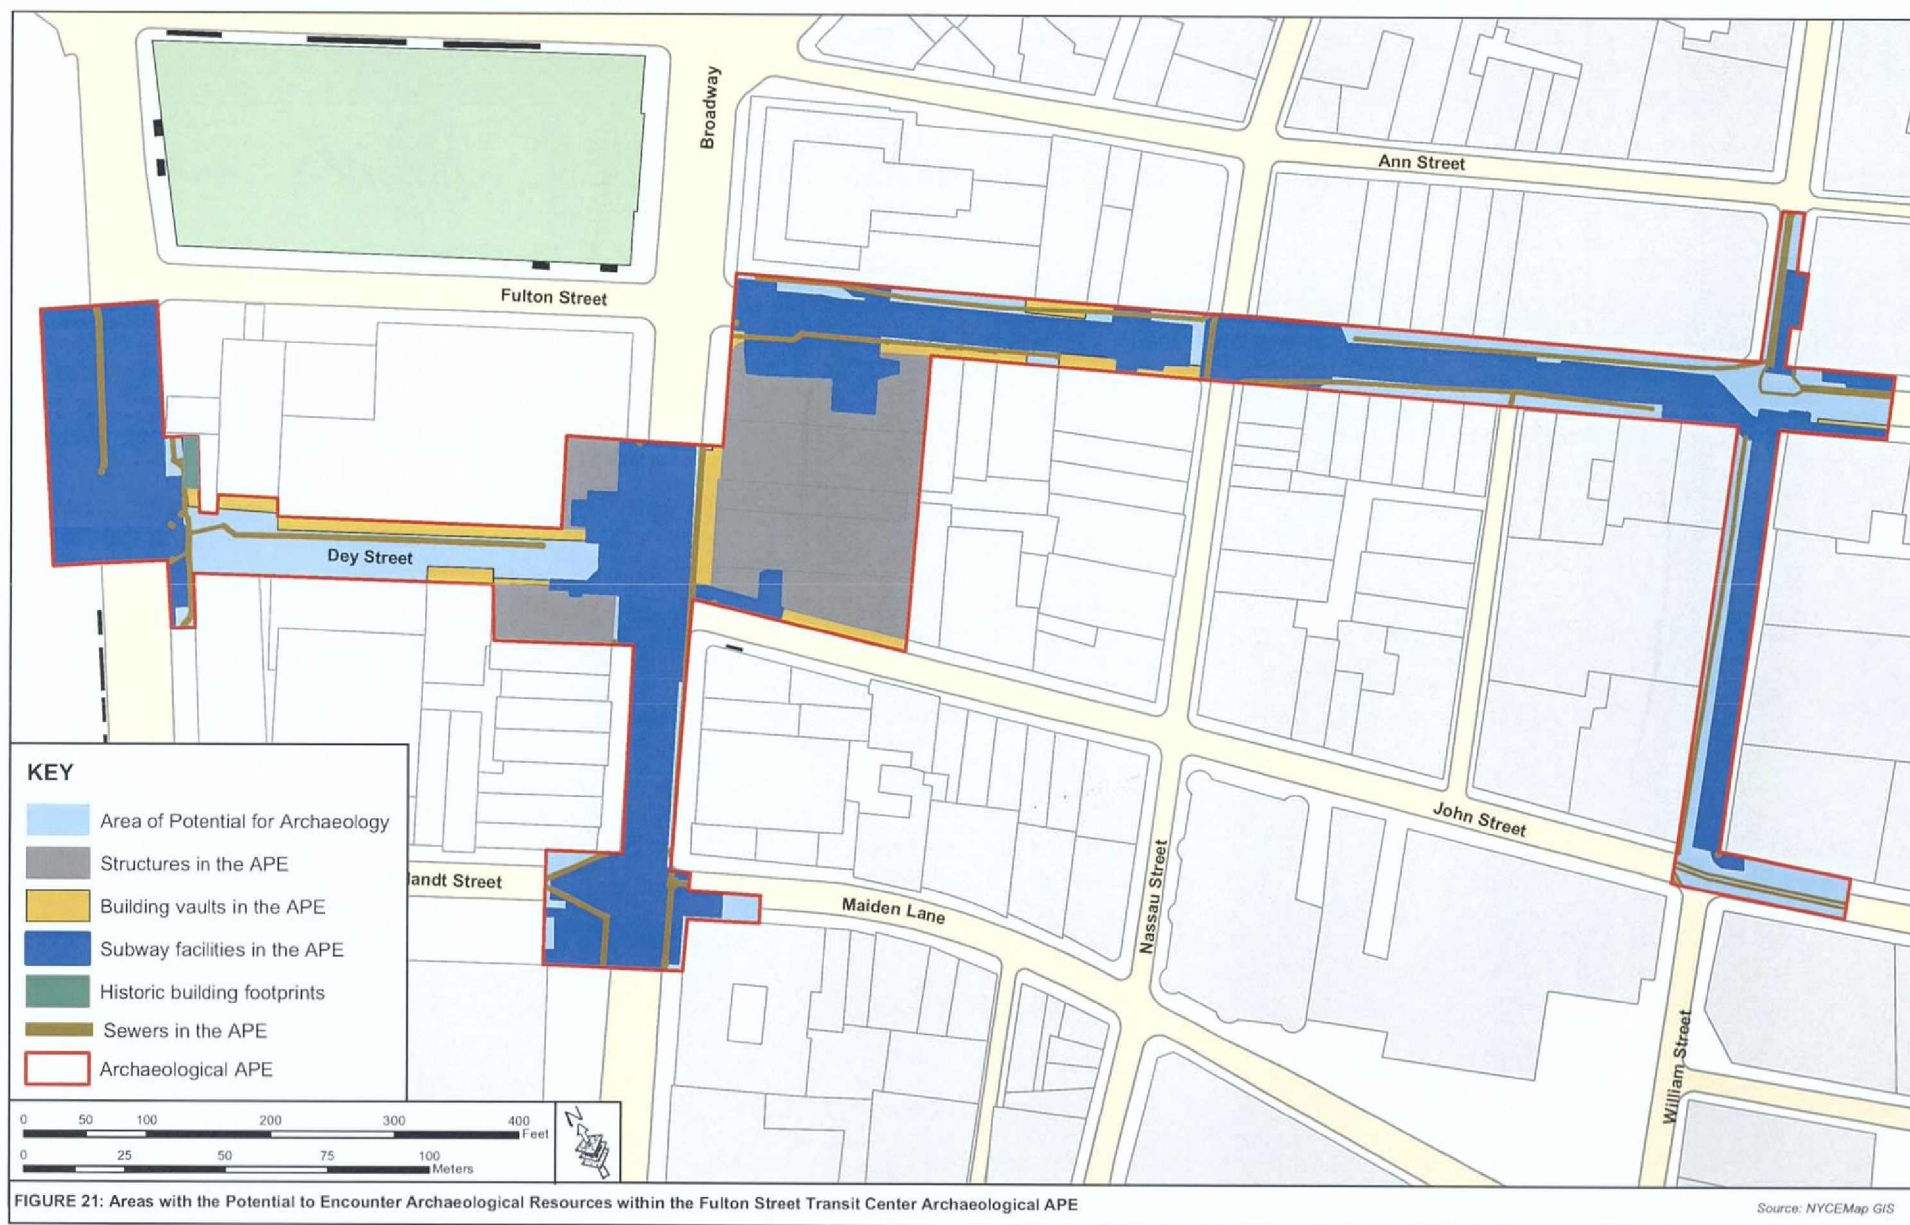 Broadway
Ann Street
Fulton Street
Dey Street
KEY
Area of Potential for Archaeology
Structures in the APE
Building vaults in the APE
Subway facilities in the APE
Historic building footprints
Sewers in the APE
Archaeological APE
landt Street
Maiden Lane
Nassau Street
John Street
William Street
0 50 100 200 300 400
Feet
0 25 50 75 100
Meters
N
FIGURE 21: Areas with the Potential to Encounter Archaeological Resources within the Fulton Street Transit Center Archaeological APE
Source: NYCEMap GIS